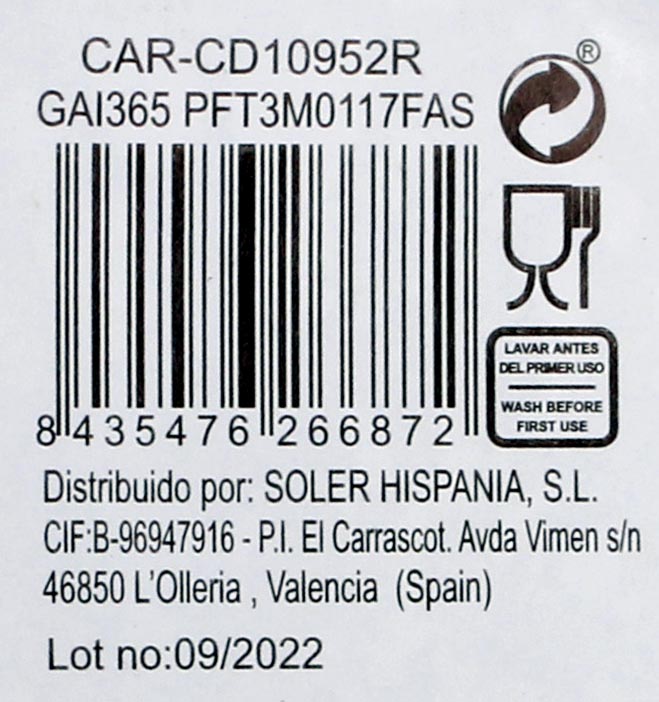 CAR-CD10952R
GAI365 PFT3M0117FAS
®
8 435476 266872
LAVAR ANTES
DEL PRIMER USO
WASH BEFORE
FIRST USE
Distribuido por: SOLER HISPANIA, S.L.
CIF:B-96947916 - P.I. El Carrascot. Avda Vimen s/n
46850 L'Olleria , Valencia (Spain)
Lot no:09/2022